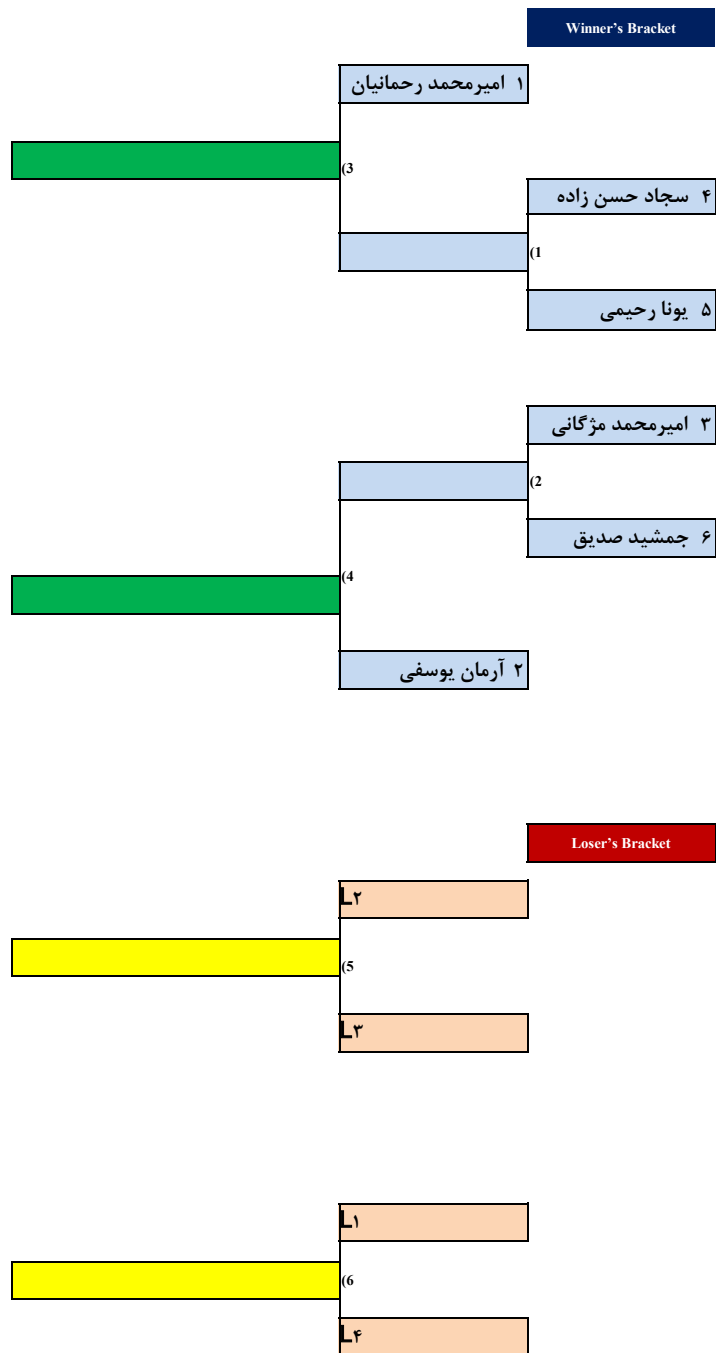 Winner's Bracket
۱ امیرمحمد رحمانیان
(3
۴ سجاد حسن زاده
(1
۵ یونا رحیمی
۳ امیرمحمد مژگانی
(2
۶ جمشید صدیق
(4
۲ آرمان یوسفی
Loser's Bracket
L۲
(5
L۳
L۱
(6
L۴